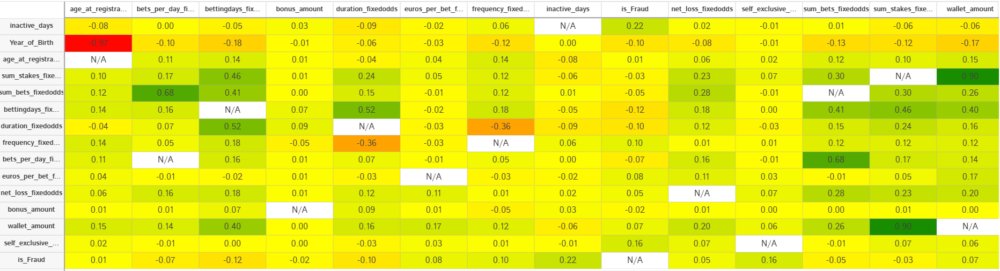 age_at_registra... bets_per_day_fi... bettingdays_fix... bonus_amount duration_fixedodds euros_per_bet_f... frequency_fixed... inactive_days is_Fraud net_loss_fixedodds self_exclusive_... sum_bets_fixedodds sum_stakes_fixe... wallet_amount
inactive_days -0.08 0.00 -0.05 0.03 -0.09 -0.02 0.06 N/A 0.22 0.02 -0.01 0.01 -0.06 -0.06
Year_of_Birth -0.97 -0.10 -0.18 -0.01 -0.06 -0.03 -0.12 0.00 -0.10 -0.08 -0.01 -0.13 -0.12 -0.17
age_at_registra... N/A 0.11 0.14 0.01 -0.04 0.04 0.14 -0.08 0.01 0.06 0.02 0.12 0.10 0.15
sum_stakes_fixe... 0.10 0.17 0.46 0.01 0.24 0.05 0.12 -0.06 -0.03 0.23 0.07 0.30 N/A 0.90
sum_bets_fixedodds 0.12 0.68 0.41 0.00 0.15 -0.01 0.12 0.01 -0.05 0.28 -0.01 N/A 0.30 0.26
bettingdays_fix... 0.14 0.16 N/A 0.07 0.52 -0.02 0.18 -0.05 -0.12 0.18 0.00 0.41 0.46 0.40
duration_fixedodds -0.04 0.07 0.52 0.09 N/A -0.03 -0.36 -0.09 -0.10 0.12 -0.03 0.15 0.24 0.16
frequency_fixed... 0.14 0.05 0.18 -0.05 -0.36 -0.03 N/A 0.06 0.10 0.01 0.01 0.12 0.12 0.12
bets_per_day_fi... 0.11 N/A 0.16 0.01 0.07 -0.01 0.05 0.00 -0.07 0.16 -0.01 0.68 0.17 0.14
euros_per_bet_f... 0.04 -0.01 -0.02 0.01 -0.03 N/A -0.03 -0.02 0.08 0.11 0.03 -0.01 0.05 0.17
net_loss_fixedodds 0.06 0.16 0.18 0.01 0.12 0.11 0.01 0.02 0.05 N/A 0.07 0.28 0.23 0.20
bonus_amount 0.01 0.01 0.07 N/A 0.09 0.01 -0.05 0.03 -0.02 0.01 0.00 0.00 0.01 0.00
wallet_amount 0.15 0.14 0.40 0.00 0.16 0.17 0.12 -0.06 0.07 0.20 0.06 0.26 0.90 N/A
self_exclusive_... 0.02 -0.01 0.00 0.00 -0.03 0.03 0.01 -0.01 0.16 0.07 N/A -0.01 0.07 0.06
is_Fraud 0.01 -0.07 -0.12 -0.02 -0.10 0.08 0.10 0.22 N/A 0.05 0.16 -0.05 -0.03 0.07